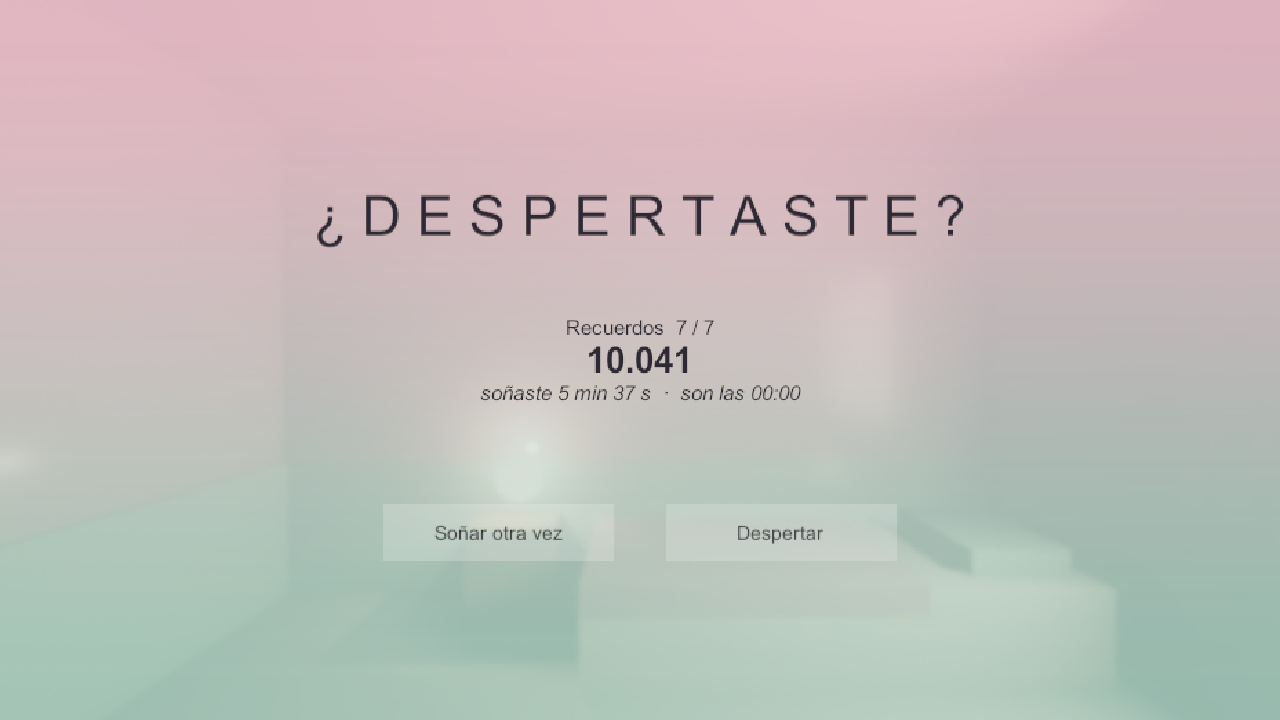 ¿DESPERTASTE?
Recuerdos 7 / 7
10.041
soñaste 5 min 37 s · son las 00:00
Soñar otra vez
Despertar